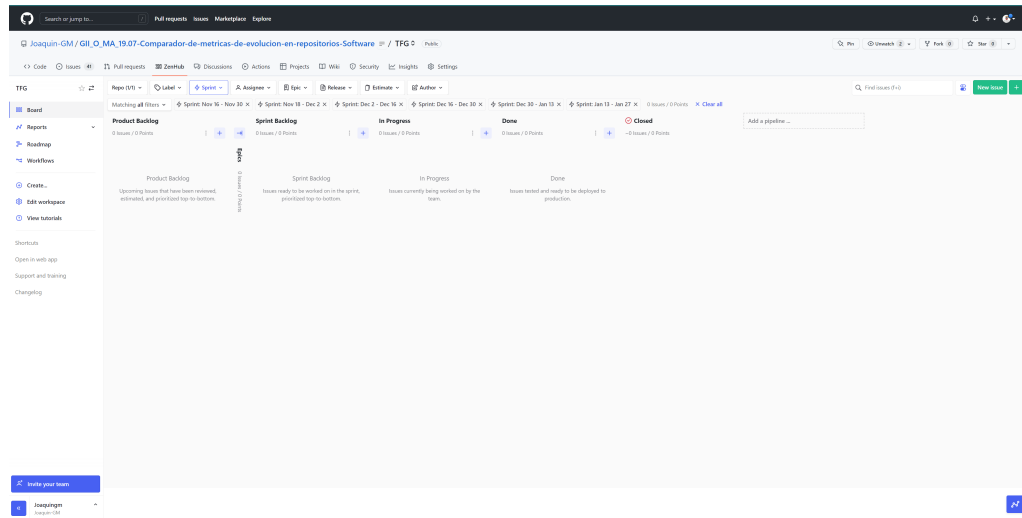 Search or jump to... / Pull requests Issues Marketplace Explore
Joaquin-GM / GII_O_MA_19.07-Comparador-de-metricas-de-evolucion-en-repositorios-Software / TFG Public Pin Unwatch 2 Fork 0 Star 0
Code Issues 41 Pull requests ZenHub Discussions Actions Projects Wiki Security Insights Settings
TFG Repo (1/1) Label Sprint Assignee Epic Release Estimate Author Find issues New issue +
Matching all filters Sprint: Nov 16 - Nov 30 × Sprint: Nov 18 - Dec 2 × Sprint: Dec 2 - Dec 16 × Sprint: Dec 16 - Dec 30 × Sprint: Dec 30 - Jan 13 × Sprint: Jan 13 - Jan 27 × 0 issues / 0 Points × Clear all
Board
Reports
Roadmap
Workflows
Create...
Edit workspace
View tutorials
Shortcuts
Open in web app
Support and training
Changelog
Invite your team
Joaquingm
Joaquin-GM
Product Backlog
0 Issues / 0 Points
Product Backlog
Upcoming Issues that have been reviewed,
estimated, and prioritized top-to-bottom.
Epics 0 Issues / 0 Points
Sprint Backlog
0 Issues / 0 Points
Sprint Backlog
Issues ready to be worked on in the sprint,
prioritized top-to-bottom.
In Progress
0 Issues / 0 Points
In Progress
Issues currently being worked on by the
team.
Done
0 Issues / 0 Points
Done
Issues tested and ready to be deployed to
production.
Closed
~0 Issues / 0 Points
Add a pipeline ...